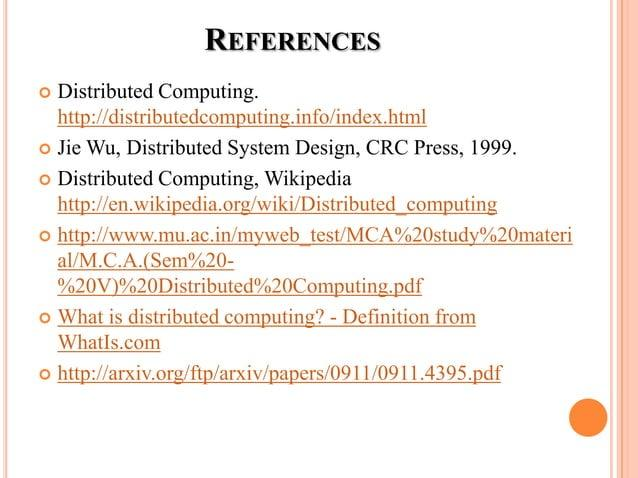 REFERENCES
Distributed Computing.
http://distributedcomputing.info/index.html
Jie Wu, Distributed System Design, CRC Press, 1999.
Distributed Computing, Wikipedia
http://en.wikipedia.org/wiki/Distributed_computing
http://www.mu.ac.in/myweb_test/MCA%20study%20materi
al/M.C.A.(Sem%20-
%20V)%20Distributed%20Computing.pdf
What is distributed computing? - Definition from
WhatIs.com
http://arxiv.org/ftp/arxiv/papers/0911/0911.4395.pdf